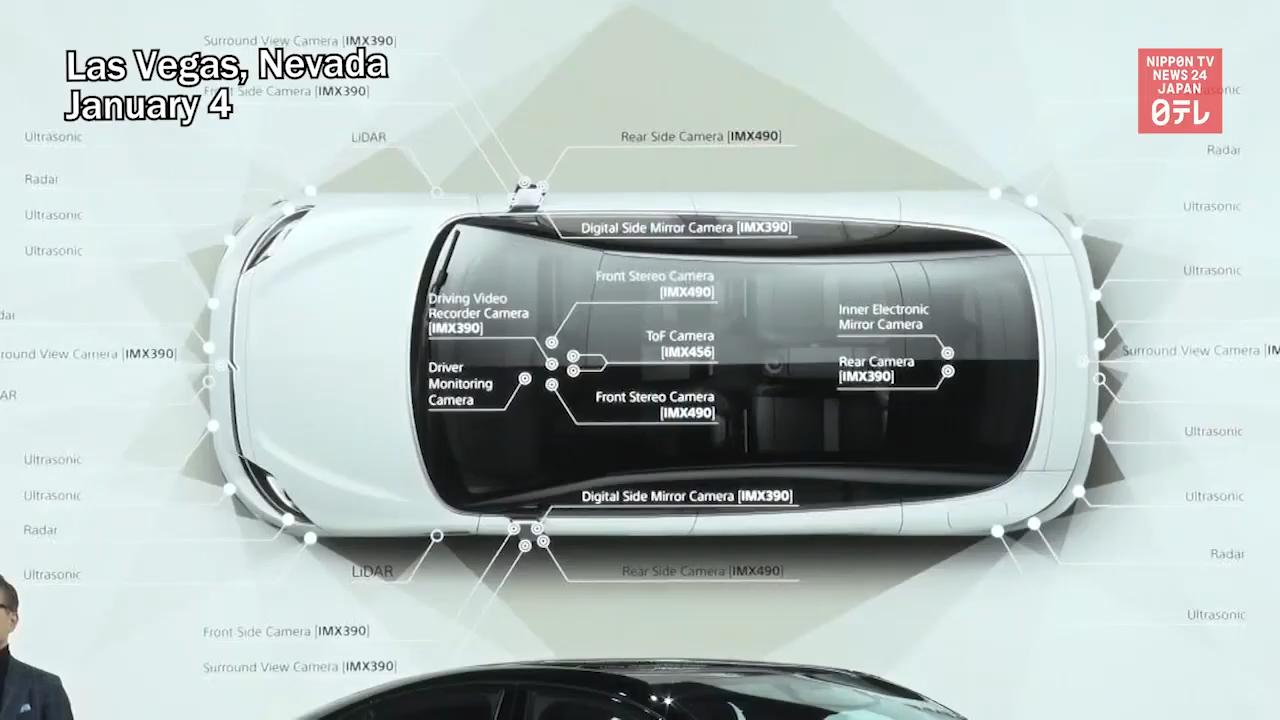 Surround View Camera [IMX390]
Las Vegas, Nevada
January 4
Front Side Camera [IMX390]
NIPPON TV
NEWS 24
JAPAN
日テレ
Ultrasonic
LiDAR
Rear Side Camera [IMX490]
Radar
Radar
Ultrasonic
Ultrasonic
Digital Side Mirror Camera [IMX390]
Ultrasonic
Ultrasonic
Front Stereo Camera
[IMX490]
Driving Video
Recorder Camera
[IMX390]
Inner Electronic
Mirror Camera
ToF Camera
[IMX456]
View Camera [IMX390]
Surround View Camera
Rear Camera
[IMX390]
Driver
Monitoring
Camera
Front Stereo Camera
[IMX490]
Ultrasonic
Ultrasonic
Ultrasonic
Digital Side Mirror Camera [IMX390]
Ultrasonic
Radar
Radar
Ultrasonic
LiDAR
Rear Side Camera [IMX490]
Ultrasonic
Front Side Camera [IMX390]
Surround View Camera [IMX390]